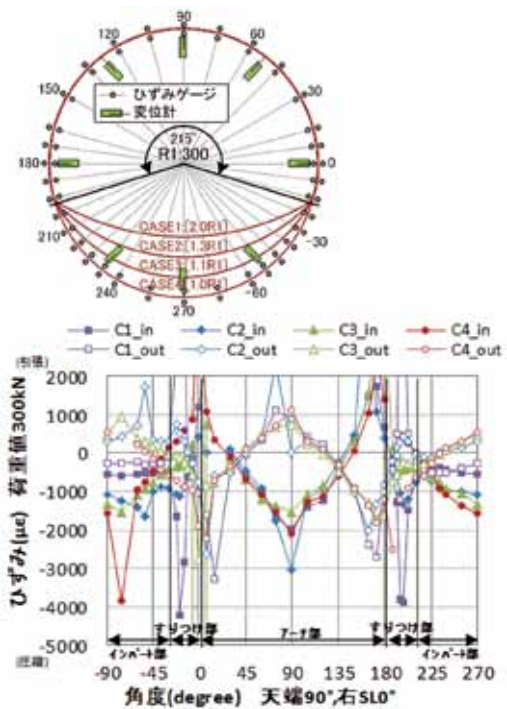 90
120
60
150
30
ひずみゲージ
変位計
215°
R1:300
180
0
CASE1:[2.0R1]
CASE2:[1.3R1]
CASE3:[1.1R1]
CASE4:[1.0R1]
210
-30
240
-60
270
C1_in C2_in C3_in C4_in
C1_out C2_out C3_out C4_out
(引張)
2000
1000
0
-1000
-2000
-3000
-4000
-5000
(圧縮)
ひずみ(με) 荷重値300kN
すりつけ部 アーチ部 すりつけ部
インバート部 インバート部
-90 -45 0 45 90 135 180 225 270
角度(degree) 天端90°,右SL0°